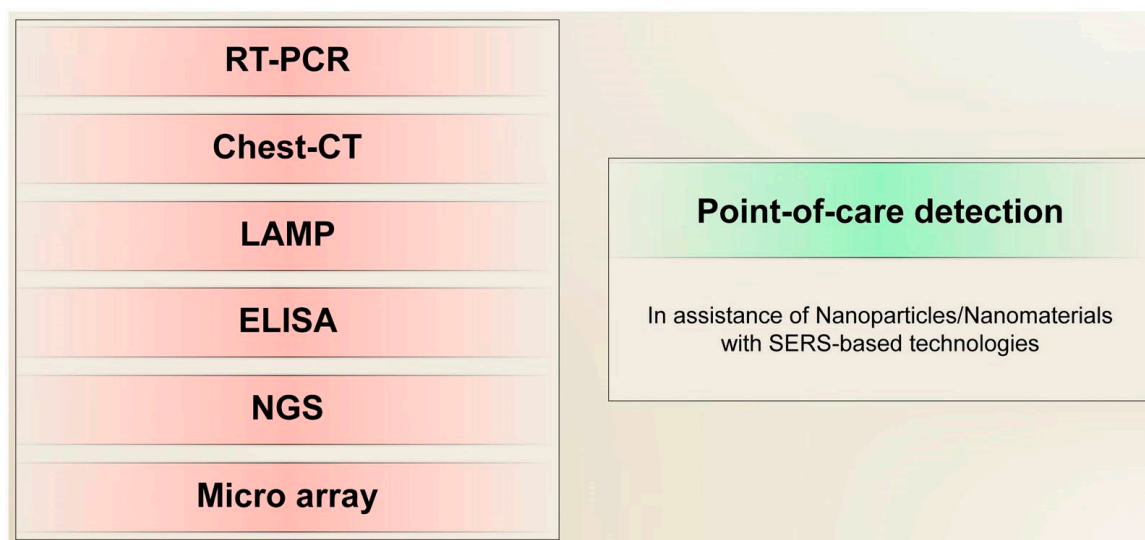 RT-PCR
Chest-CT
LAMP
ELISA
NGS
Micro array
Point-of-care detection
In assistance of Nanoparticles/Nanomaterials
with SERS-based technologies